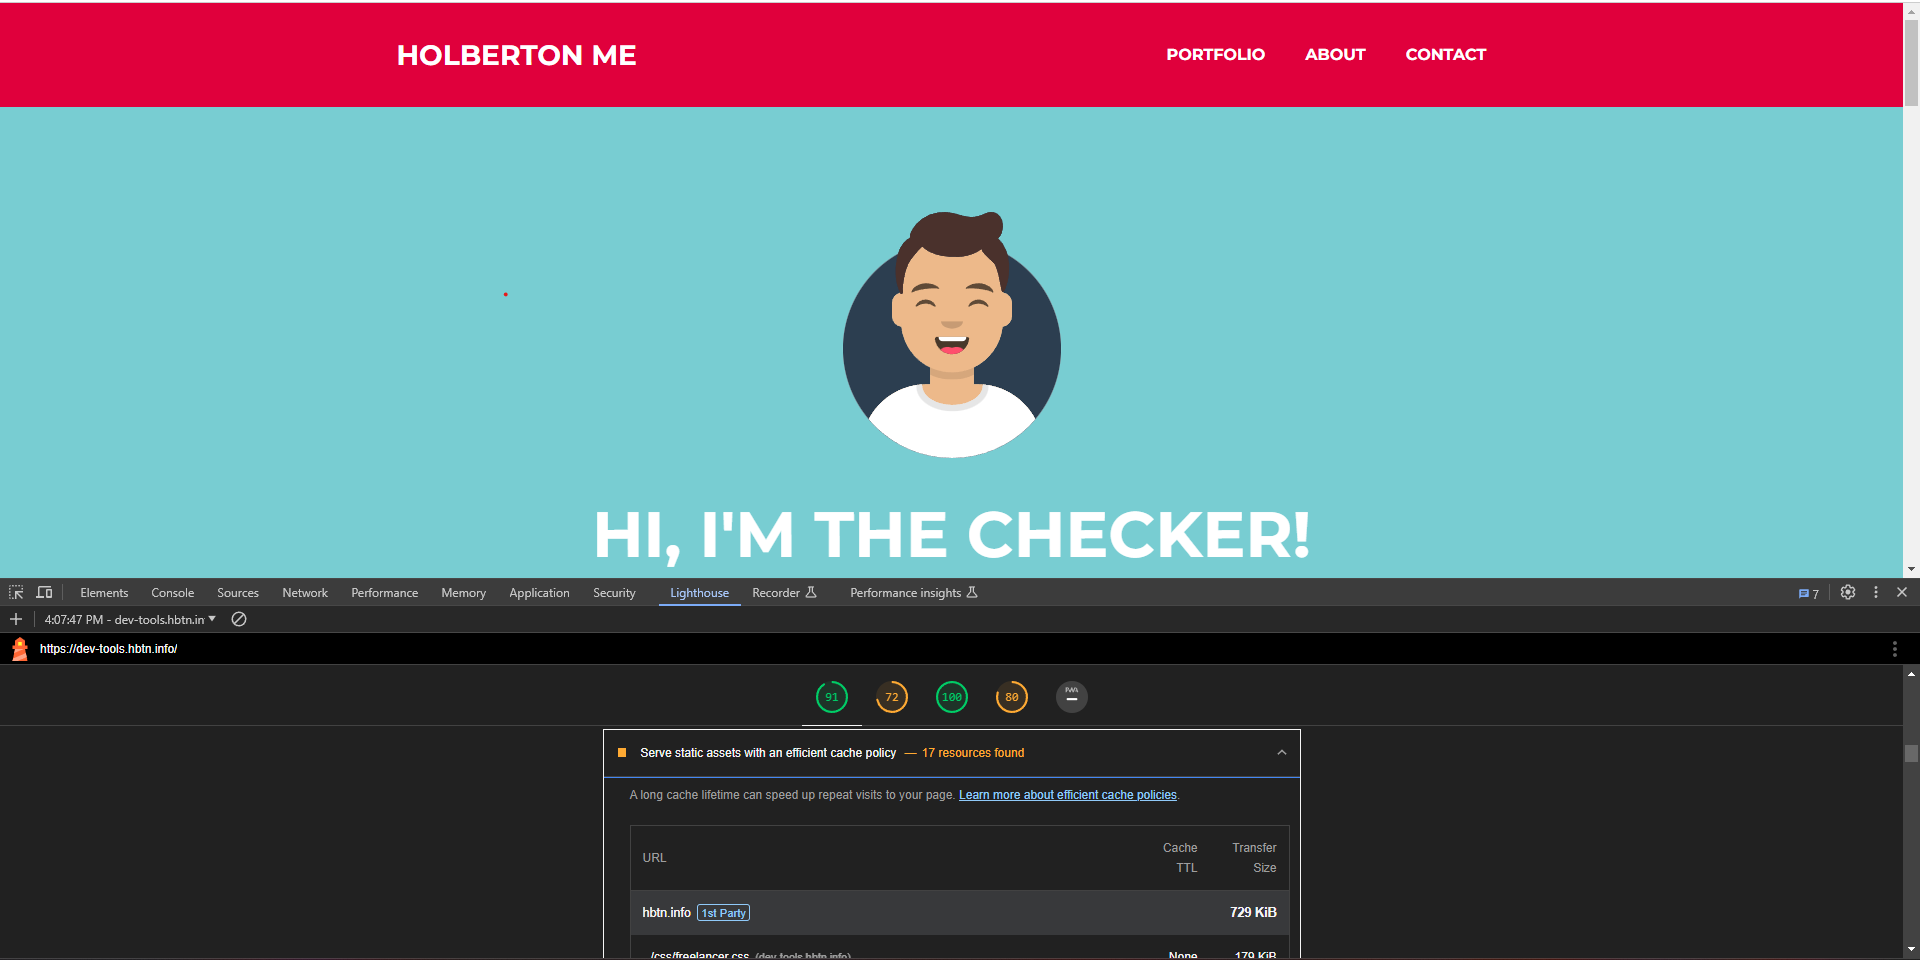 HOLBERTON ME
PORTFOLIO ABOUT CONTACT
HI, I'M THE CHECKER!
Elements Console Sources Network Performance Memory Application Security Lighthouse Recorder Performance insights 7
4:07:47 PM - dev-tools.hbtn.in
https://dev-tools.hbtn.info/
91 72 100 80 PWA
Serve static assets with an efficient cache policy — 17 resources found
A long cache lifetime can speed up repeat visits to your page. Learn more about efficient cache policies.
URL Cache TTL Transfer Size
hbtn.info 1st Party 729 KiB
/css/freelancer.css (dev-tools.hbtn.info) None 179 KiB